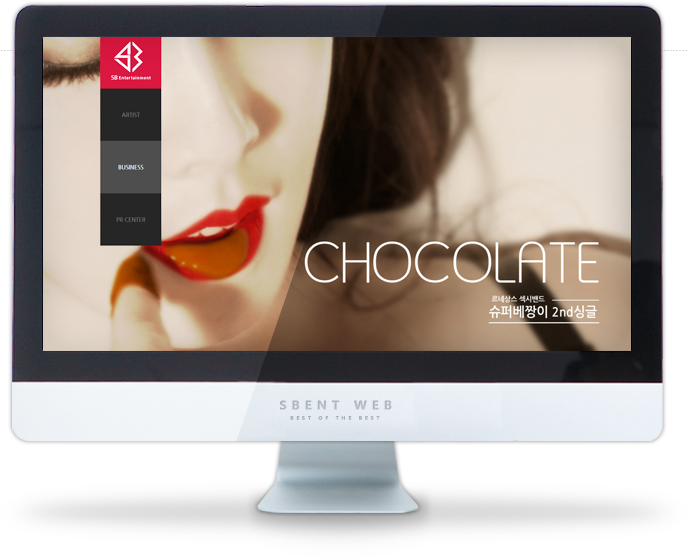 SB Entertainment
ARTIST
BUSINESS
PR CENTER
CHOCOLATE
르네상스 섹시밴드
슈퍼베짱이 2nd싱글
SBENT WEB
BEST OF THE BEST